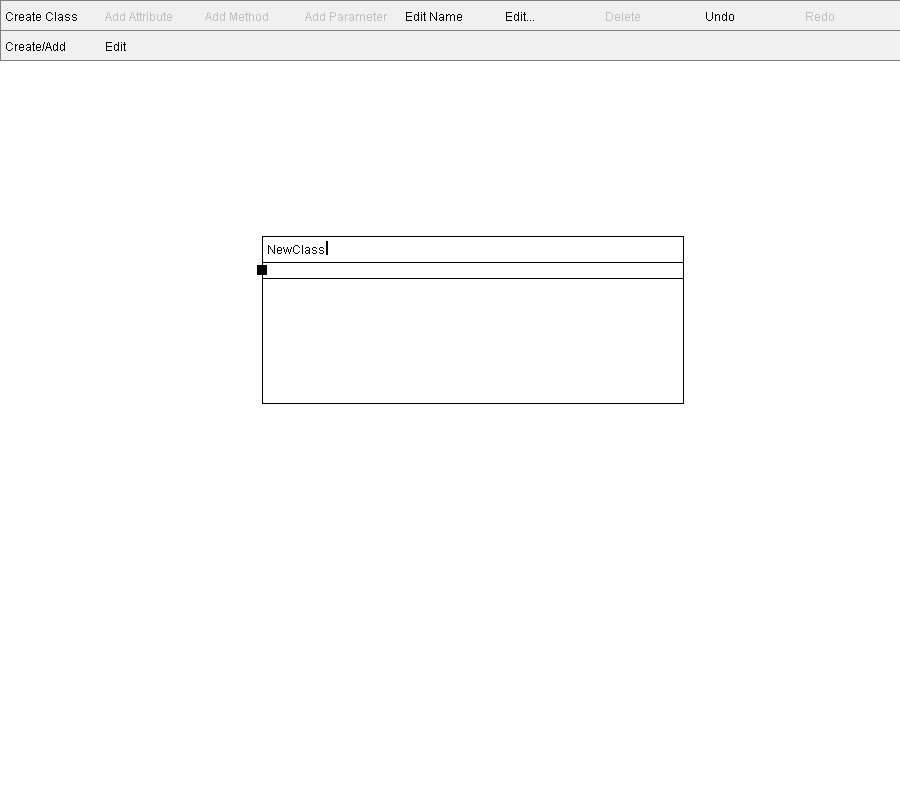 Create Class Add Attribute Add Method Add Parameter Edit Name Edit... Delete Undo Redo
Create/Add Edit
NewClass